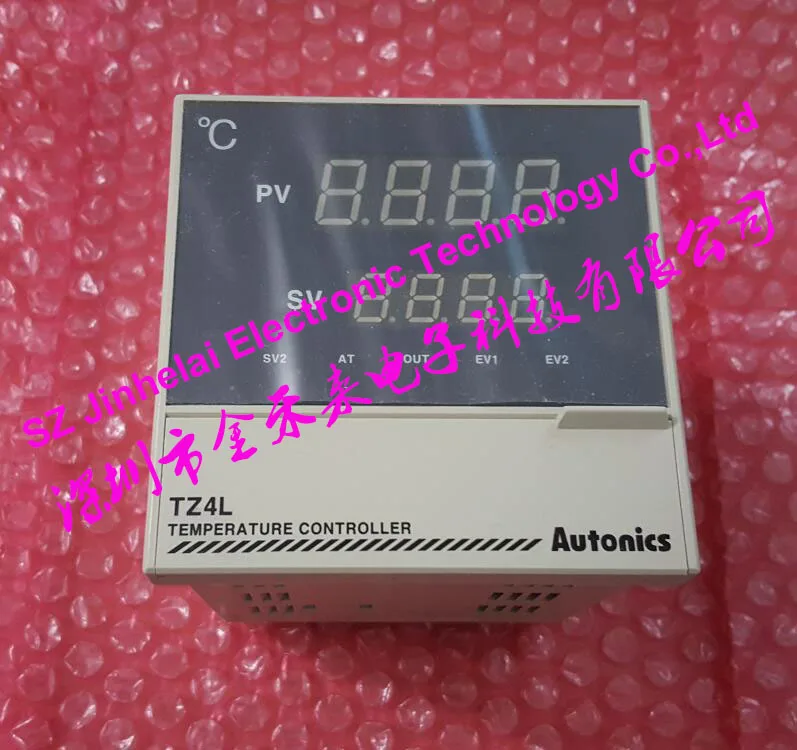 °C
PV
SV
SV2 AT OUT EV1 EV2
SZ Jinhelai Electronic Technology Co.,Ltd
深圳市金禾来电子科技有限公司
TZ4L
TEMPERATURE CONTROLLER
Autonics